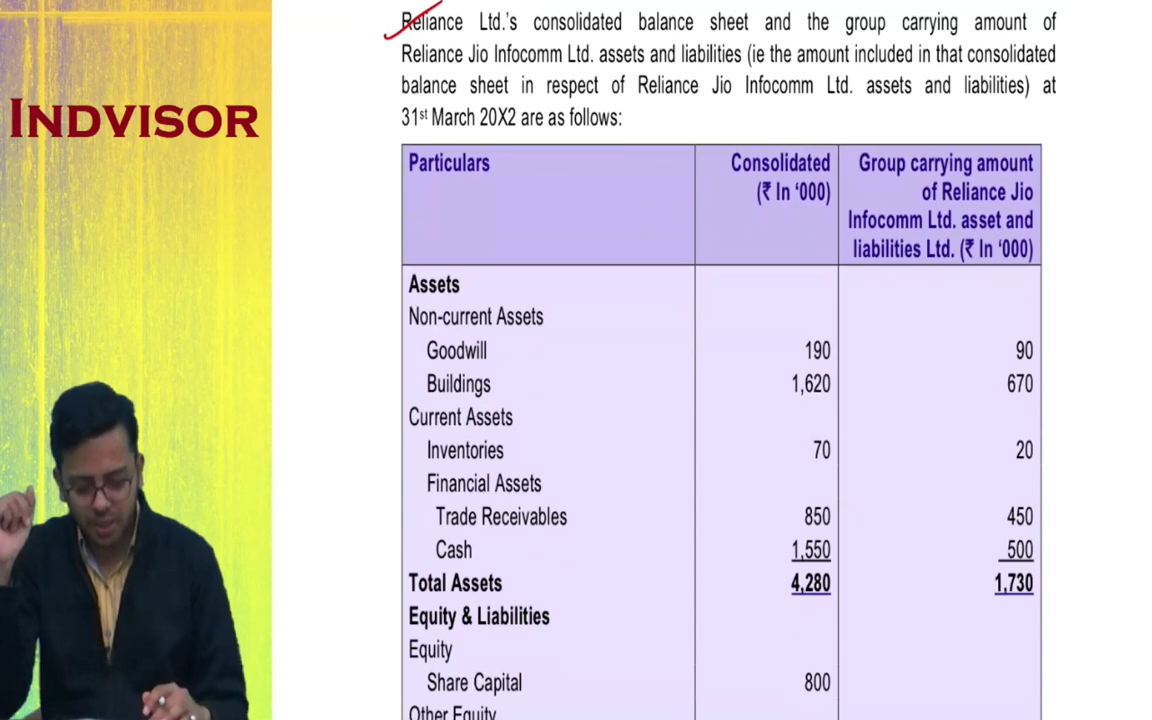 Reliance Ltd.'s consolidated balance sheet and the group carrying amount of
Reliance Jio Infocomm Ltd. assets and liabilities (ie the amount included in that consolidated
balance sheet in respect of Reliance Jio Infocomm Ltd. assets and liabilities) at
31st March 20X2 are as follows:
INDVISOR
Particulars Consolidated (₹ In ‘000) Group carrying amount of Reliance Jio Infocomm Ltd. asset and liabilities Ltd. (₹ In ‘000)
Assets
Non-current Assets
Goodwill 190 90
Buildings 1,620 670
Current Assets
Inventories 70 20
Financial Assets
Trade Receivables 850 450
Cash 1,550 500
Total Assets 4,280 1,730
Equity & Liabilities
Equity
Share Capital 800
Other Equity